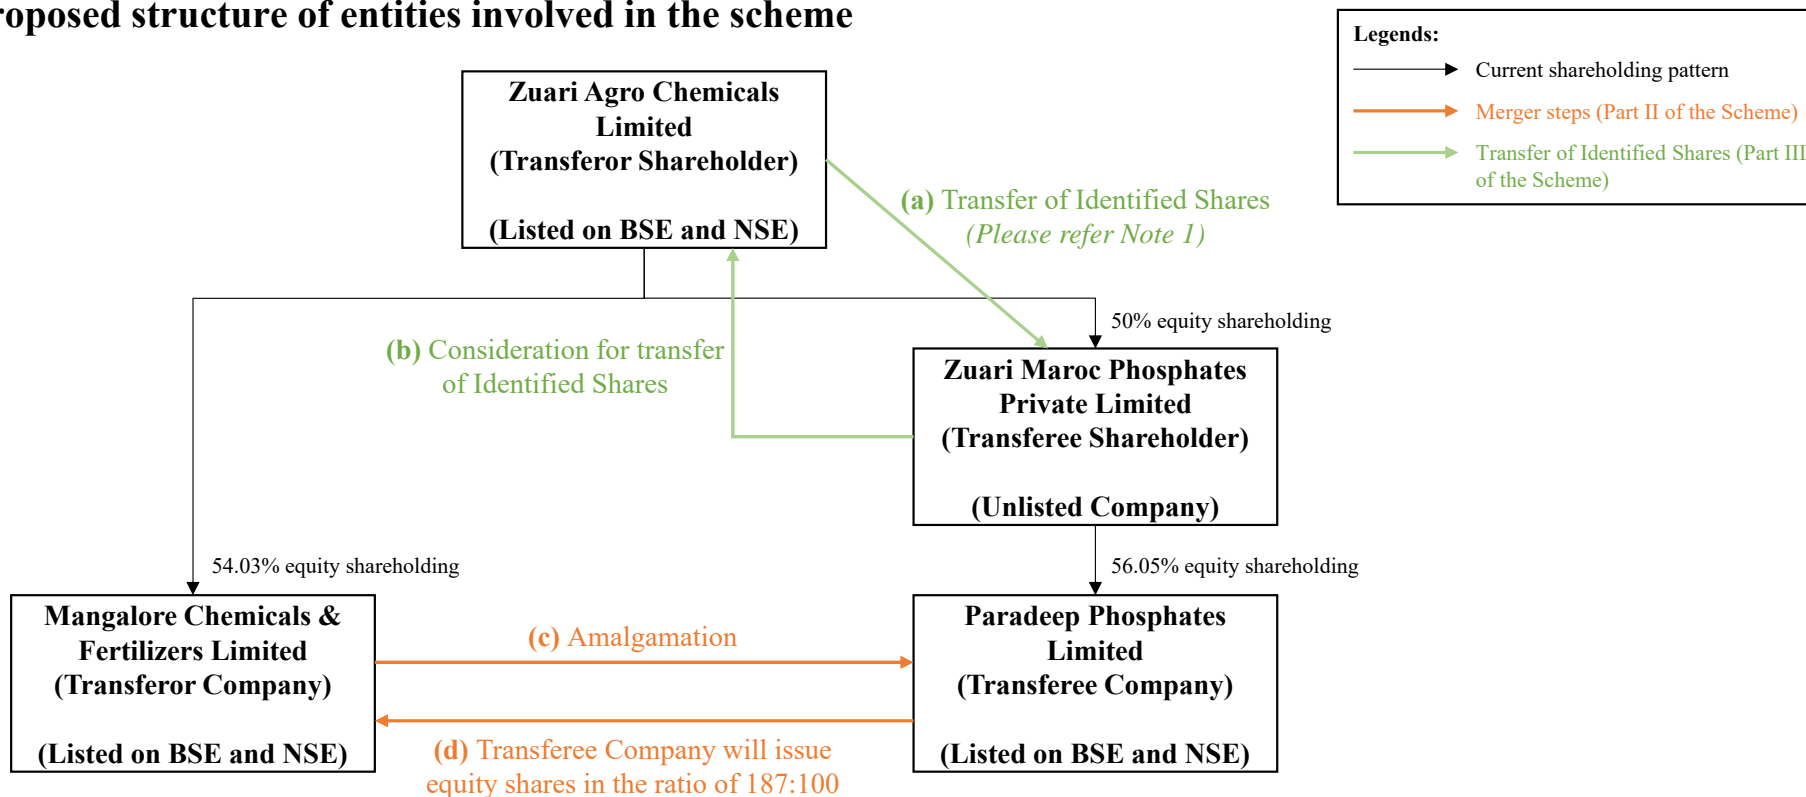 roposed structure of entities involved in the scheme
Legends:
Current shareholding pattern
Merger steps (Part II of the Scheme)
Transfer of Identified Shares (Part III
of the Scheme)
Zuari Agro Chemicals
Limited
(Transferor Shareholder)
(Listed on BSE and NSE)
(a) Transfer of Identified Shares
(Please refer Note 1)
50% equity shareholding
(b) Consideration for transfer
of Identified Shares
Zuari Maroc Phosphates
Private Limited
(Transferee Shareholder)
(Unlisted Company)
54.03% equity shareholding
56.05% equity shareholding
Mangalore Chemicals &
Fertilizers Limited
(Transferor Company)
(Listed on BSE and NSE)
(c) Amalgamation
(d) Transferee Company will issue
equity shares in the ratio of 187:100
Paradeep Phosphates
Limited
(Transferee Company)
(Listed on BSE and NSE)